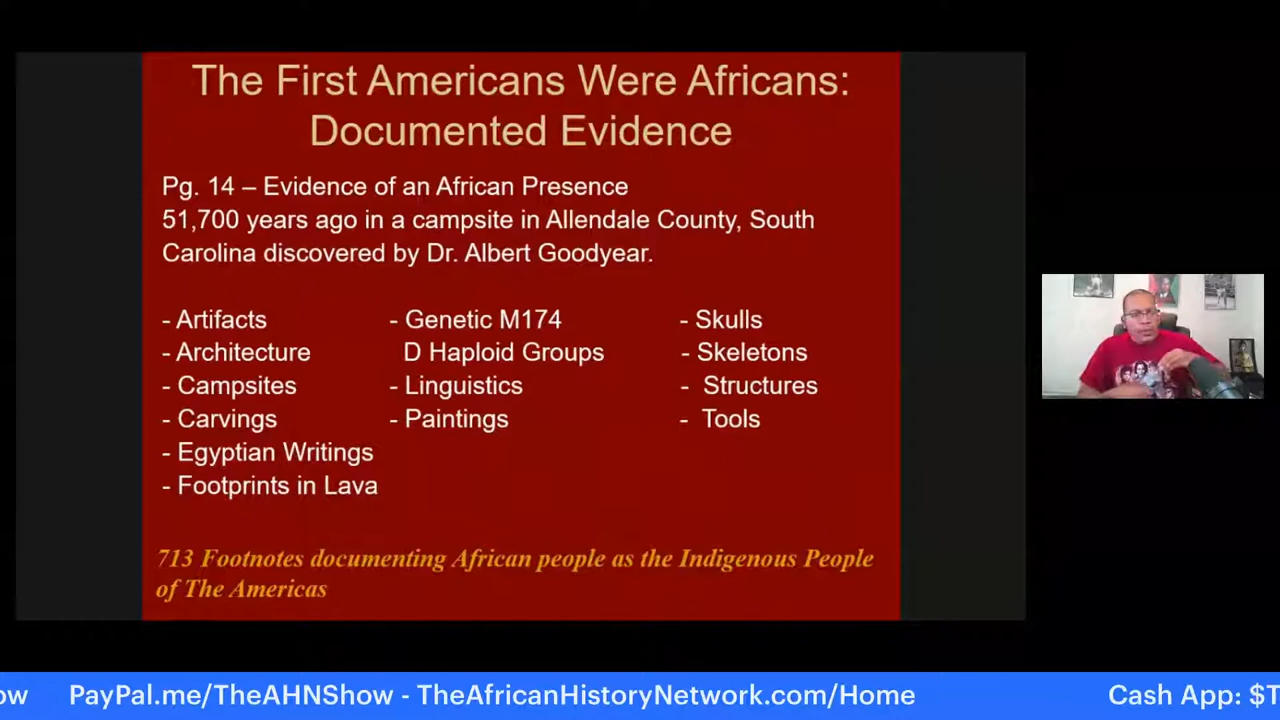 The First Americans Were Africans:
Documented Evidence
Pg. 14 – Evidence of an African Presence
51,700 years ago in a campsite in Allendale County, South
Carolina discovered by Dr. Albert Goodyear.
- Artifacts
- Architecture
- Campsites
- Carvings
- Egyptian Writings
- Footprints in Lava
- Genetic M174
D Haploid Groups
- Linguistics
- Paintings
- Skulls
- Skeletons
- Structures
- Tools
713 Footnotes documenting African people as the Indigenous People
of The Americas
ow PayPal.me/TheAHNShow - TheAfricanHistoryNetwork.com/Home Cash App: $T